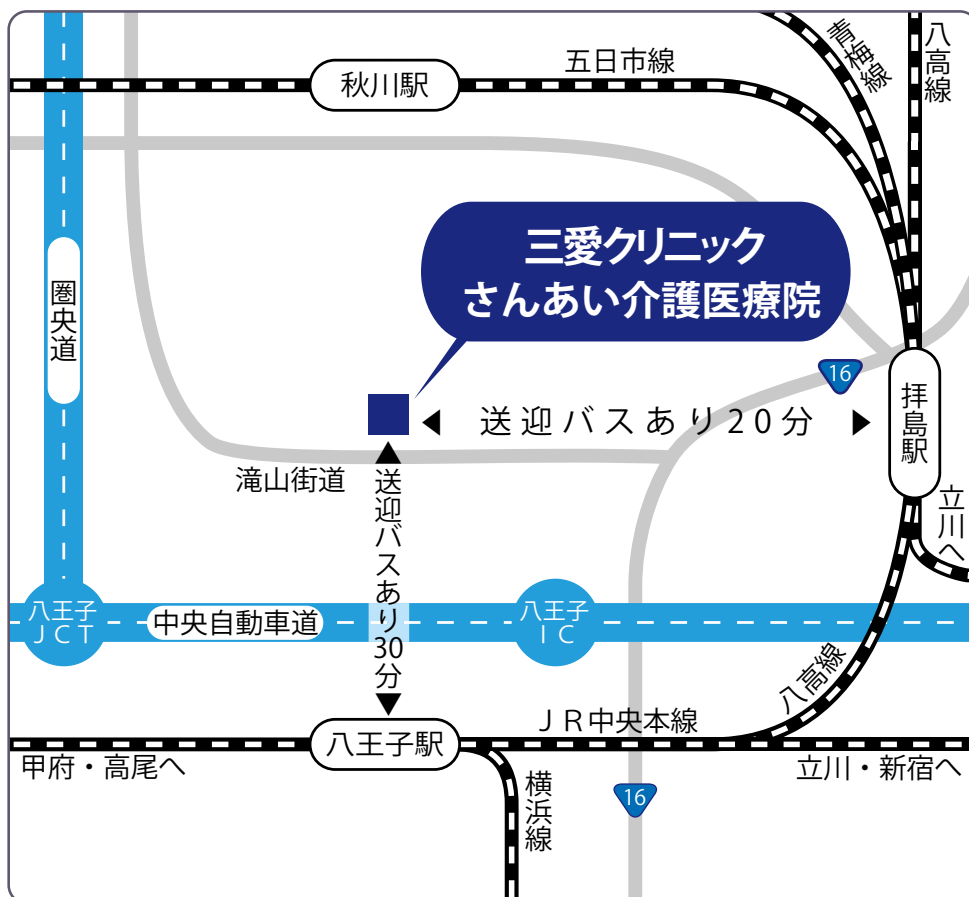 青梅線
八高線
五日市線
秋川駅
三愛クリニック
さんあい介護医療院
圏央道
16
送迎バスあり20分
拝島駅
滝山街道
送迎バスあり30分
立川へ
八王子
JCT
中央自動車道
八王子
IC
八高線
JR中央本線
八王子駅
甲府・高尾へ
立川・新宿へ
横浜線
16